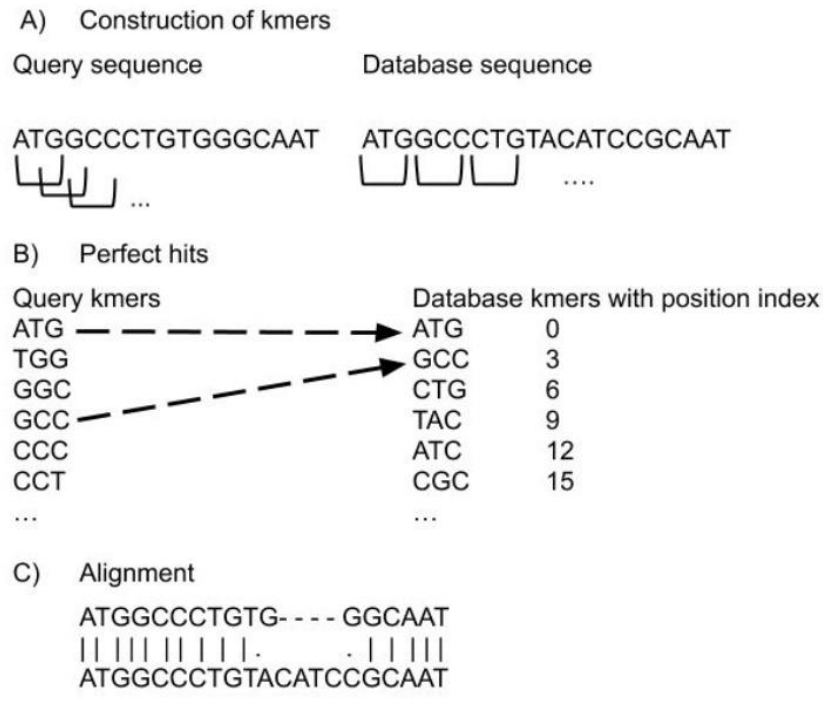 A) Construction of kmers
Query sequence Database sequence
ATGGCCCTGTGGGCAAT ATGGCCCTGTACATCCGCAAT
... ....
B) Perfect hits
Query kmers Database kmers with position index
ATG ATG 0
TGG GCC 3
GGC CTG 6
GCC TAC 9
CCC ATC 12
CCT CGC 15
... ...
C) Alignment
ATGGCCCTGTG- - - - GGCAAT
|| ||| || | | |. . | | |||
ATGGCCCTGTACATCCGCAAT